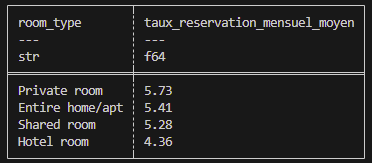 room_type taux_reservation_mensuel_moyen
--- ---
str f64
Private room 5.73
Entire home/apt 5.41
Shared room 5.28
Hotel room 4.36